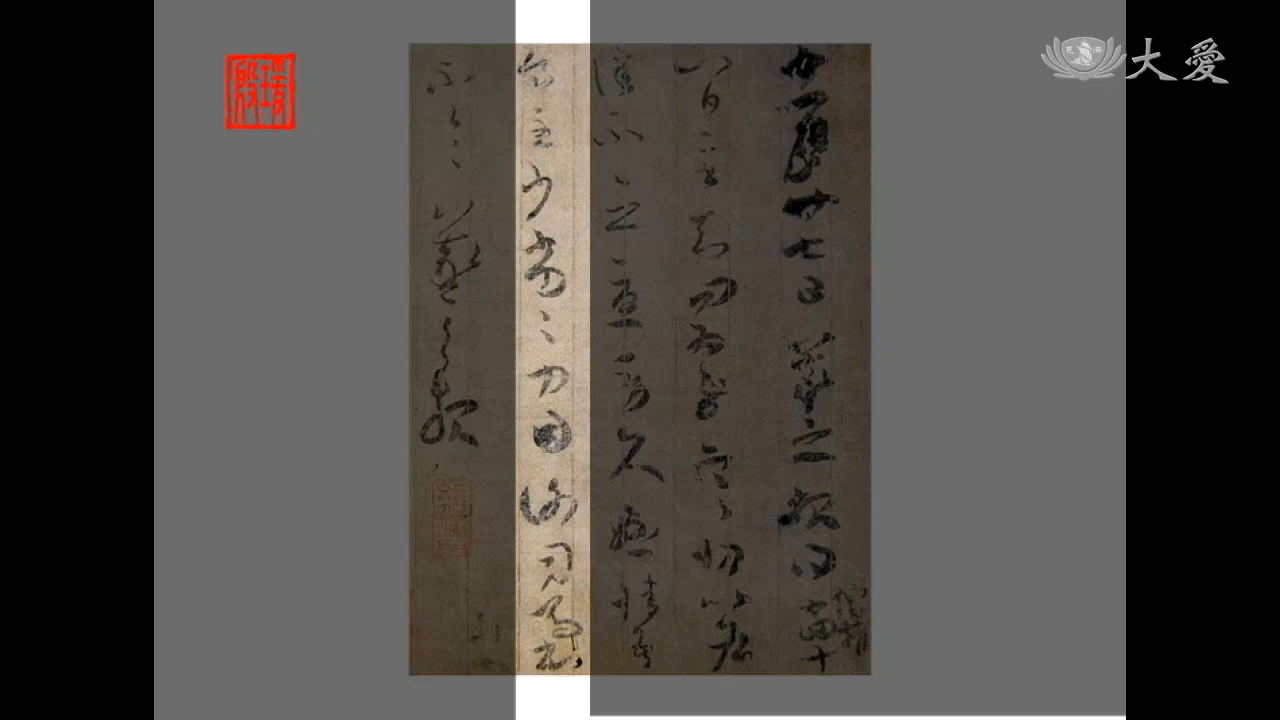 大愛
十一月廿七日羲之報得十四十
八日二書知問為慰寒切比各
佳不念憂勞久懸情吾
食至少劣劣力因謝司馬書
不一一羲之報
紹興